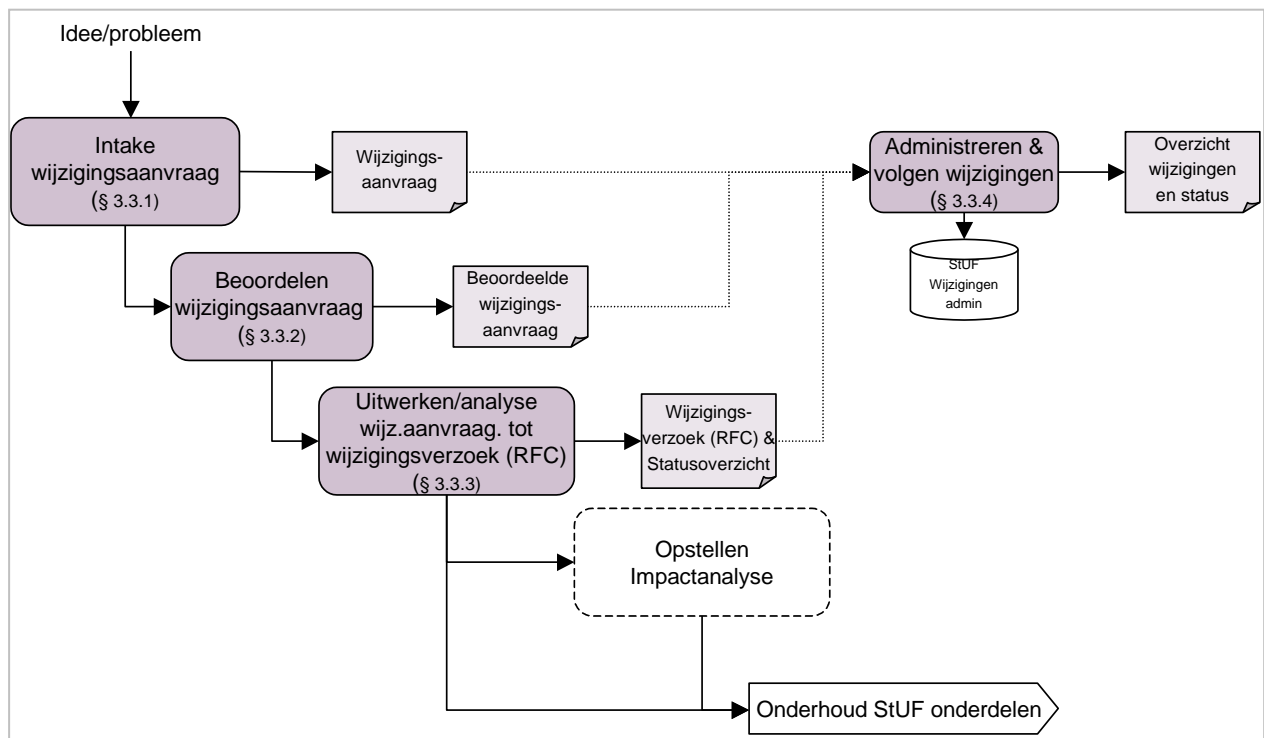 Idee/probleem
Intake
wijzigingsaanvraag
(§ 3.3.1)
Wijzigings-
aanvraag
Administreren &
volgen wijzigingen
(§ 3.3.4)
Overzicht
wijzigingen
en status
StUF
Wijzigingen
admin
Beoordelen
wijzigingsaanvraag
(§ 3.3.2)
Beoordeelde
wijzigings-
aanvraag
Uitwerken/analyse
wijz.aanvraag. tot
wijzigingsverzoek (RFC)
(§ 3.3.3)
Wijzigings-
verzoek (RFC) &
Statusoverzicht
Opstellen
Impactanalyse
Onderhoud StUF onderdelen